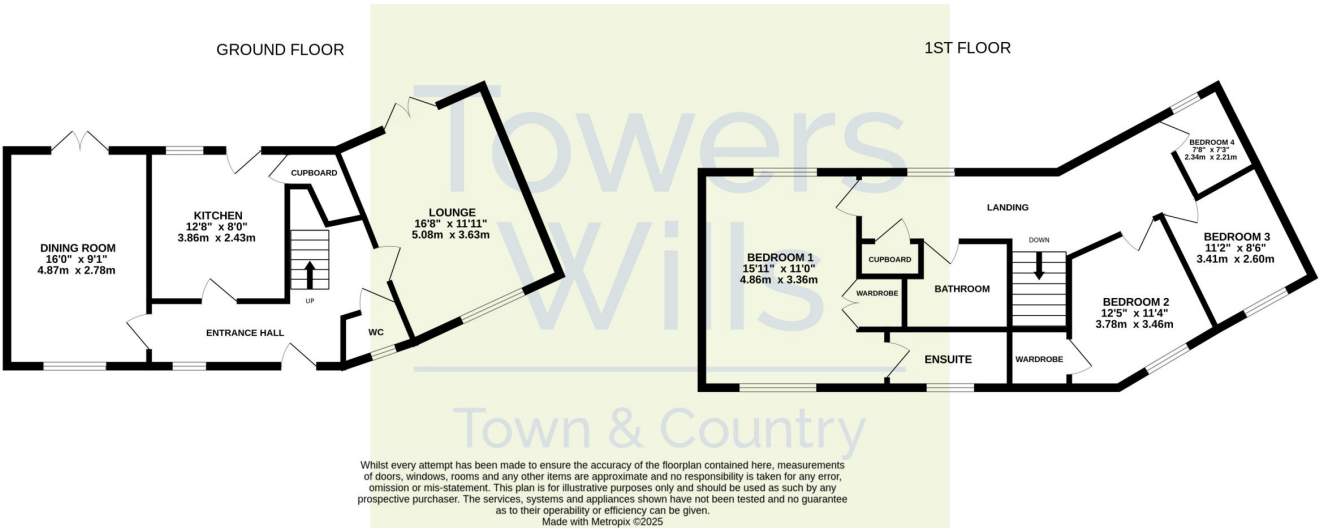 GROUND FLOOR
DINING ROOM
16'0" x 9'1"
4.87m x 2.78m
KITCHEN
12'8" x 8'0"
3.86m x 2.43m
CUPBOARD
LOUNGE
16'8" x 11'11"
5.08m x 3.63m
UP
ENTRANCE HALL
WC
1ST FLOOR
BEDROOM 1
15'11" x 11'0"
4.86m x 3.36m
CUPBOARD
WARDROBE
BATHROOM
LANDING
DOWN
BEDROOM 4
7'8" x 7'3"
2.34m x 2.21m
BEDROOM 3
11'2" x 8'6"
3.41m x 2.60m
BEDROOM 2
12'5" x 11'4"
3.78m x 3.46m
ENSUITE
WARDROBE
Towers
Wills
Town & Country
Whilst every attempt has been made to ensure the accuracy of the floorplan contained here, measurements
of doors, windows, rooms and any other items are approximate and no responsibility is taken for any error,
omission or mis-statement. This plan is for illustrative purposes only and should be used as such by any
prospective purchaser. The services, systems and appliances shown have not been tested and no guarantee
as to their operability or efficiency can be given.
Made with Metropix ©2025